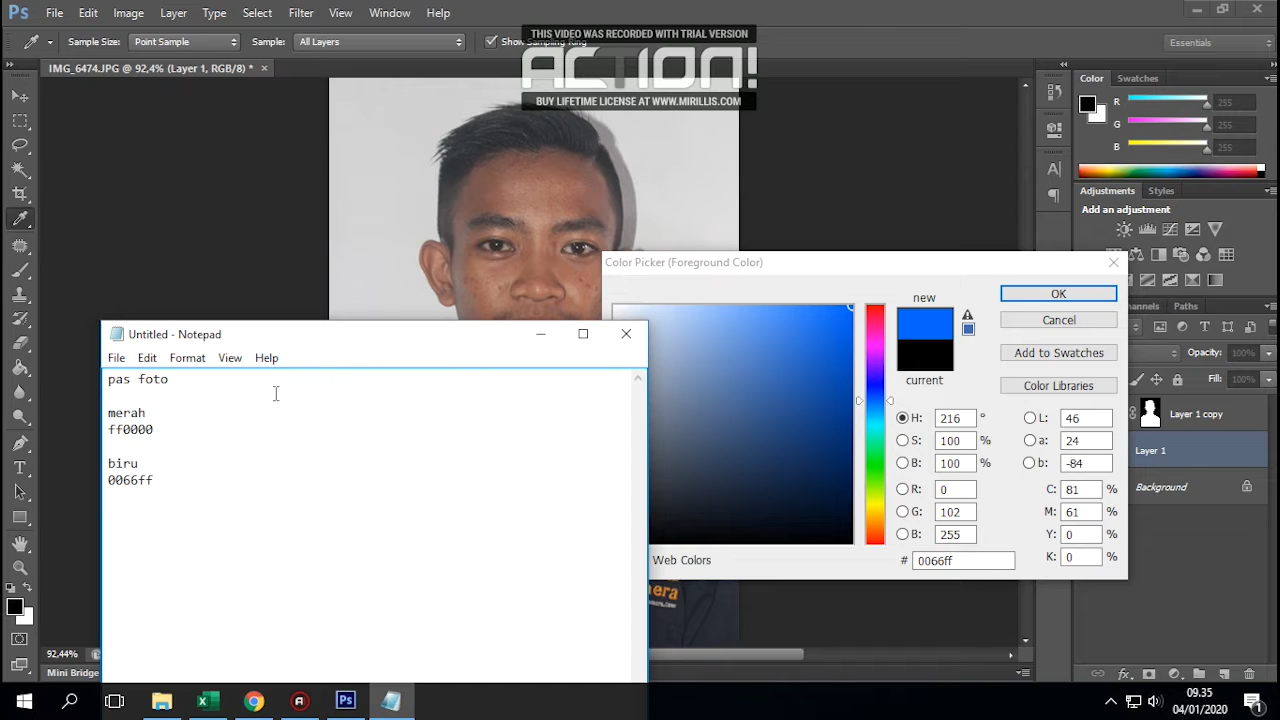 Ps File Edit Image Layer Type Select Filter View Window Help
THIS VIDEO WAS RECORDED WITH TRIAL VERSION
ACTION!
BUY LIFETIME LICENSE AT WWW.MIRILLIS.COM
Sample Size: Point Sample Sample: All Layers Show Sampling Ring
Essentials
IMG_6474.JPG @ 92,4% (Layer 1, RGB/8) * ×
Color Swatches
R 255
G 255
B 255
Adjustments Styles
Add an adjustment
Paths
Opacity: 100%
Fill: 100%
Layer 1 copy
Layer 1
Background
Color Picker (Foreground Color)
new
current
OK
Cancel
Add to Swatches
Color Libraries
H: 216 °
S: 100 %
B: 100 %
R: 0
G: 102
B: 255
L: 46
a: 24
b: -84
C: 81 %
M: 61 %
Y: 0 %
K: 0 %
Web Colors
# 0066ff
Untitled - Notepad
File Edit Format View Help
pas foto
merah
ff0000
biru
0066ff
92.44%
Mini Bridge
09.35
04/01/2020
1